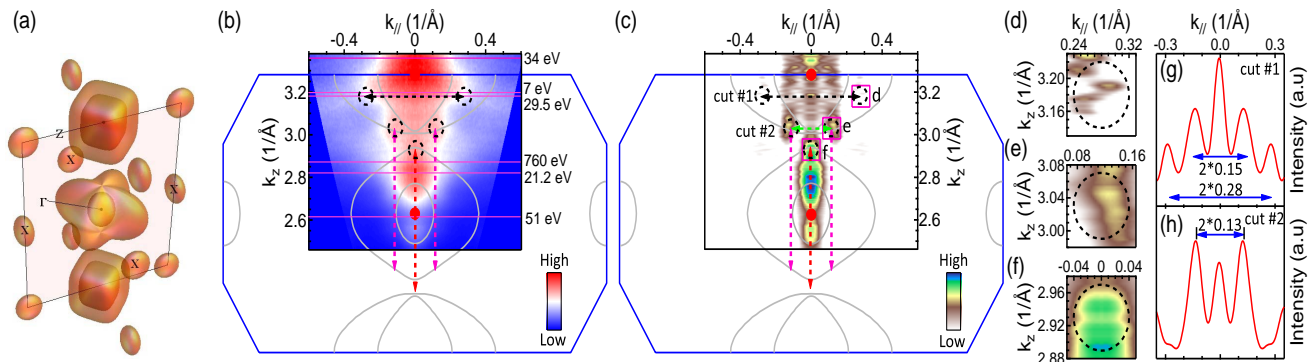 (a)
z
x
x
r
x
x
(b)
k// (1/Å)
-0.4
0
0.4
kz (1/Å)
3.2
3.0
2.8
2.6
34 eV
7 eV
29.5 eV
760 eV
21.2 eV
51 eV
High
Low
(c)
k// (1/Å)
-0.4
0
0.4
kz (1/Å)
3.2
3.0
2.8
2.6
cut #1
cut #2
d
e
f
High
Low
(d)
k// (1/Å)
0.24
0.32
kz (1/Å)
3.20
3.16
(e)
0.08
0.16
kz (1/Å)
3.08
3.04
3.00
(f)
-0.04
0
0.04
kz (1/Å)
2.96
2.92
2.88
k// (1/Å)
-0.3
0.0
0.3
(g)
cut #1
2*0.15
2*0.28
Intensity (a.u)
(h)
cut #2
2*0.13
Intensity (a.u)